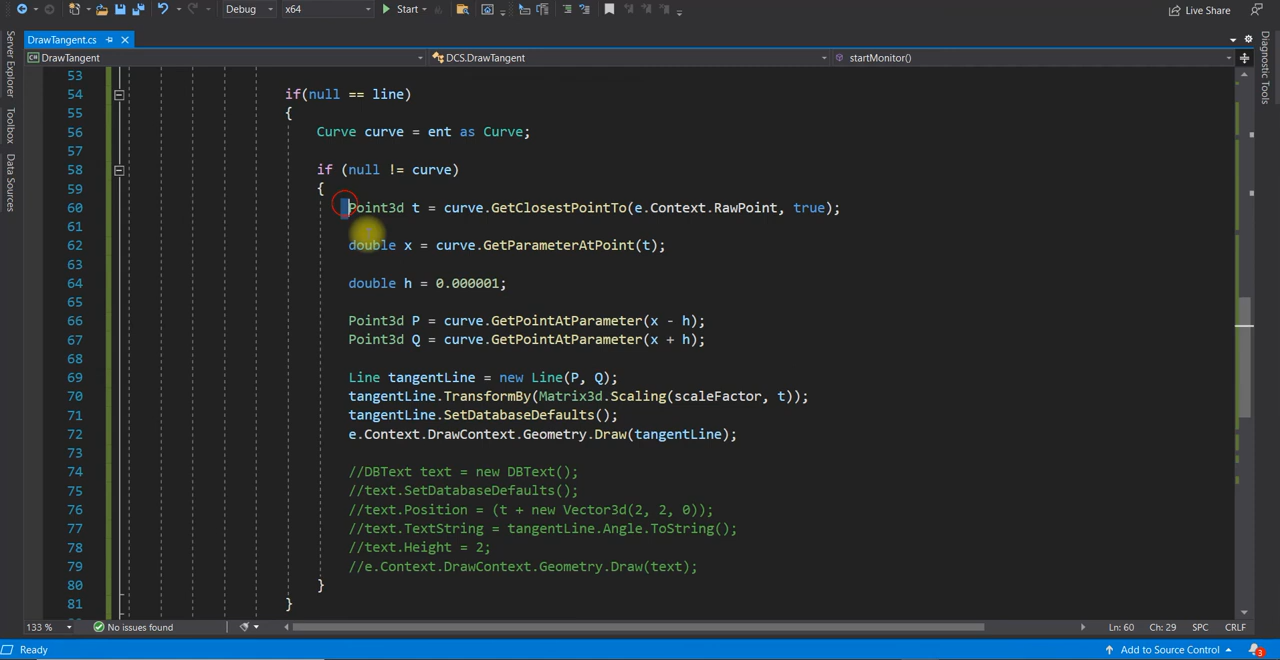 Debug x64 Start Live Share
DrawTangent.cs
DrawTangent DCS.DrawTangent startMonitor()
Server Explorer
Toolbox
Data Sources
Diagnostic Tools
53
54 if(null == line)
55 {
56 Curve curve = ent as Curve;
57
58 if (null != curve)
59 {
60 Point3d t = curve.GetClosestPointTo(e.Context.RawPoint, true);
61
62 double x = curve.GetParameterAtPoint(t);
63
64 double h = 0.000001;
65
66 Point3d P = curve.GetPointAtParameter(x - h);
67 Point3d Q = curve.GetPointAtParameter(x + h);
68
69 Line tangentLine = new Line(P, Q);
70 tangentLine.TransformBy(Matrix3d.Scaling(scaleFactor, t));
71 tangentLine.SetDatabaseDefaults();
72 e.Context.DrawContext.Geometry.Draw(tangentLine);
73
74 //DBText text = new DBText();
75 //text.SetDatabaseDefaults();
76 //text.Position = (t + new Vector3d(2, 2, 0));
77 //text.TextString = tangentLine.Angle.ToString();
78 //text.Height = 2;
79 //e.Context.DrawContext.Geometry.Draw(text);
80 }
81 }
133 % No issues found Ln: 60 Ch: 29 SPC CRLF
Ready Add to Source Control 3